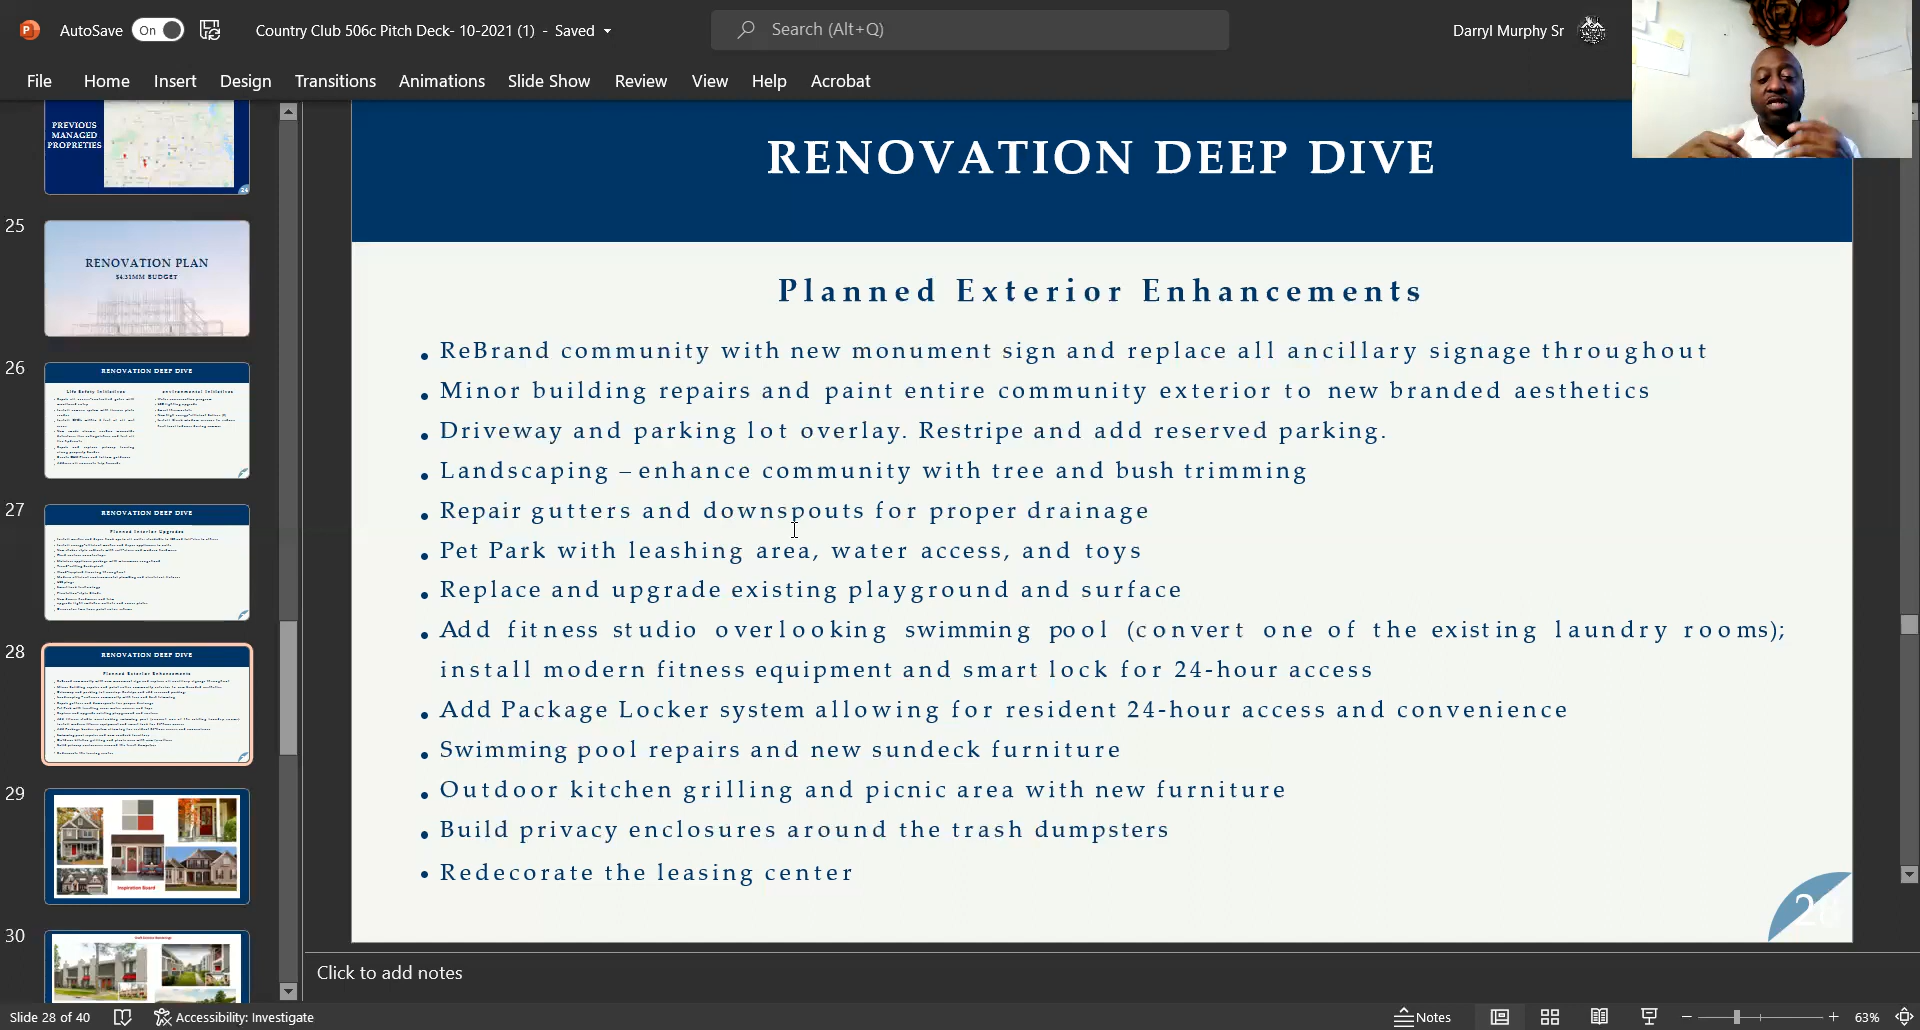 AutoSave On Country Club 506c Pitch Deck- 10-2021 (1) - Saved Search (Alt+Q) Darryl Murphy Sr
File Home Insert Design Transitions Animations Slide Show Review View Help Acrobat
PREVIOUS
MANAGED
PROPRETIES
24
25
RENOVATION PLAN
$4.35MM BUDGET
26
RENOVATION DEEP DIVE
Life Safety Initiatives
environmental Initiatives
27
RENOVATION DEEP DIVE
Planned Interior Upgrades
28
RENOVATION DEEP DIVE
Planned Exterior Enhancements
29
Inspiration Board
30
RENOVATION DEEP DIVE
Planned Exterior Enhancements
• ReBrand community with new monument sign and replace all ancillary signage throughout
• Minor building repairs and paint entire community exterior to new branded aesthetics
• Driveway and parking lot overlay. Restripe and add reserved parking.
• Landscaping – enhance community with tree and bush trimming
• Repair gutters and downspouts for proper drainage
• Pet Park with leashing area, water access, and toys
• Replace and upgrade existing playground and surface
• Add fitness studio overlooking swimming pool (convert one of the existing laundry rooms);
install modern fitness equipment and smart lock for 24-hour access
• Add Package Locker system allowing for resident 24-hour access and convenience
• Swimming pool repairs and new sundeck furniture
• Outdoor kitchen grilling and picnic area with new furniture
• Build privacy enclosures around the trash dumpsters
• Redecorate the leasing center
28
Click to add notes
Slide 28 of 40 Accessibility: Investigate Notes 63%